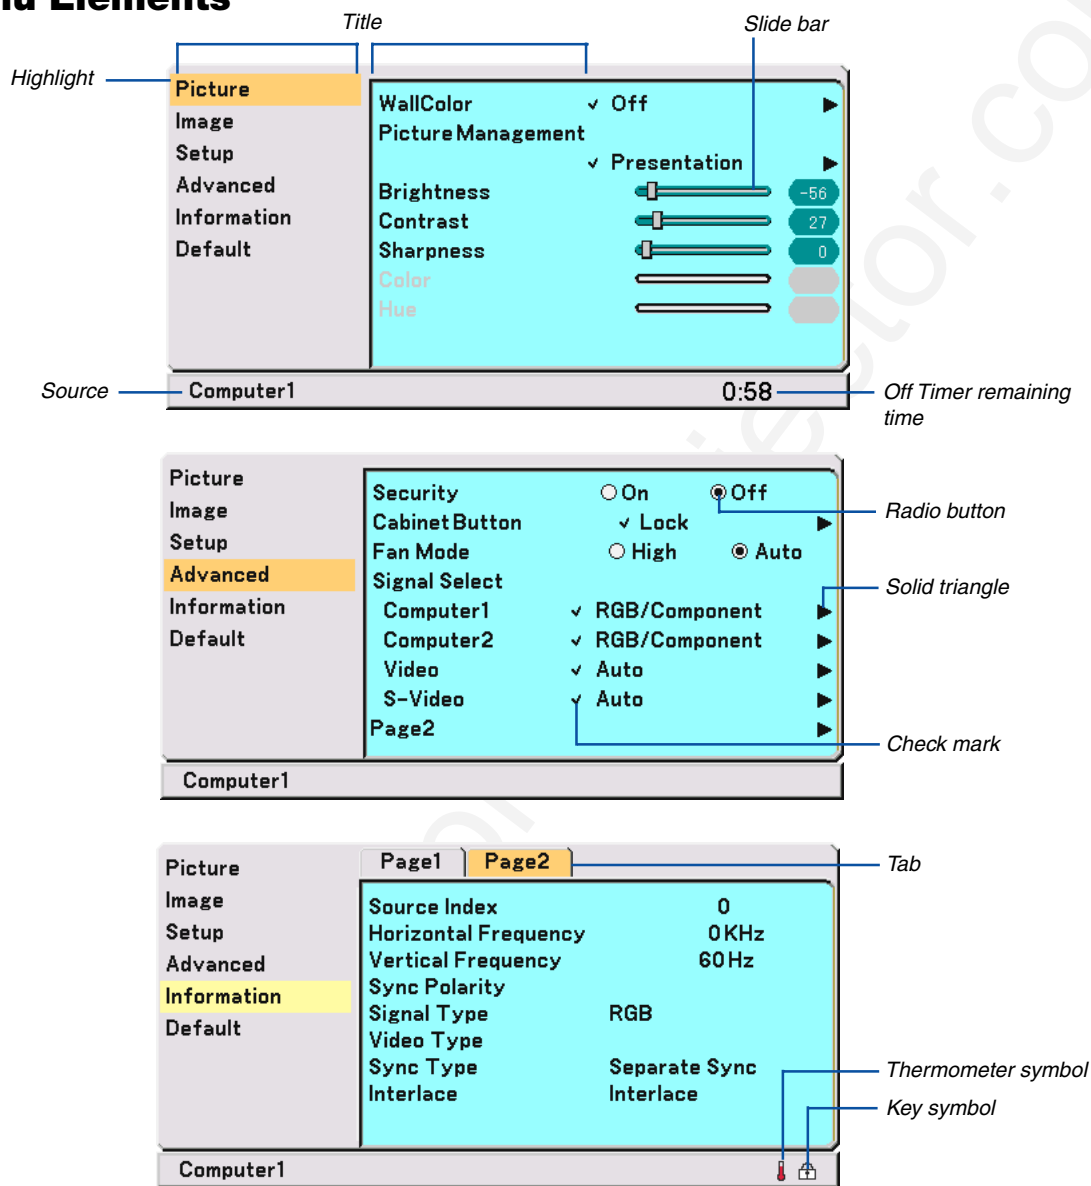 nu Elements
Title
Slide bar
Highlight
Picture
Image
Setup
Advanced
Information
Default
WallColor ✓ Off ▶
Picture Management
✓ Presentation ▶
Brightness -56
Contrast 27
Sharpness 0
Color
Hue
Source
Computer1 0:58
Off Timer remaining
time
Picture
Image
Setup
Advanced
Information
Default
Security On Off
Cabinet Button ✓ Lock ▶
Fan Mode High Auto
Signal Select
Computer1 ✓ RGB/Component ▶
Computer2 ✓ RGB/Component ▶
Video ✓ Auto ▶
S-Video ✓ Auto ▶
Page2 ▶
Radio button
Solid triangle
Check mark
Computer1
Picture
Image
Setup
Advanced
Information
Default
Page1 Page2
Tab
Source Index 0
Horizontal Frequency 0KHz
Vertical Frequency 60Hz
Sync Polarity
Signal Type RGB
Video Type
Sync Type Separate Sync
Interlace Interlace
Thermometer symbol
Key symbol
Computer1